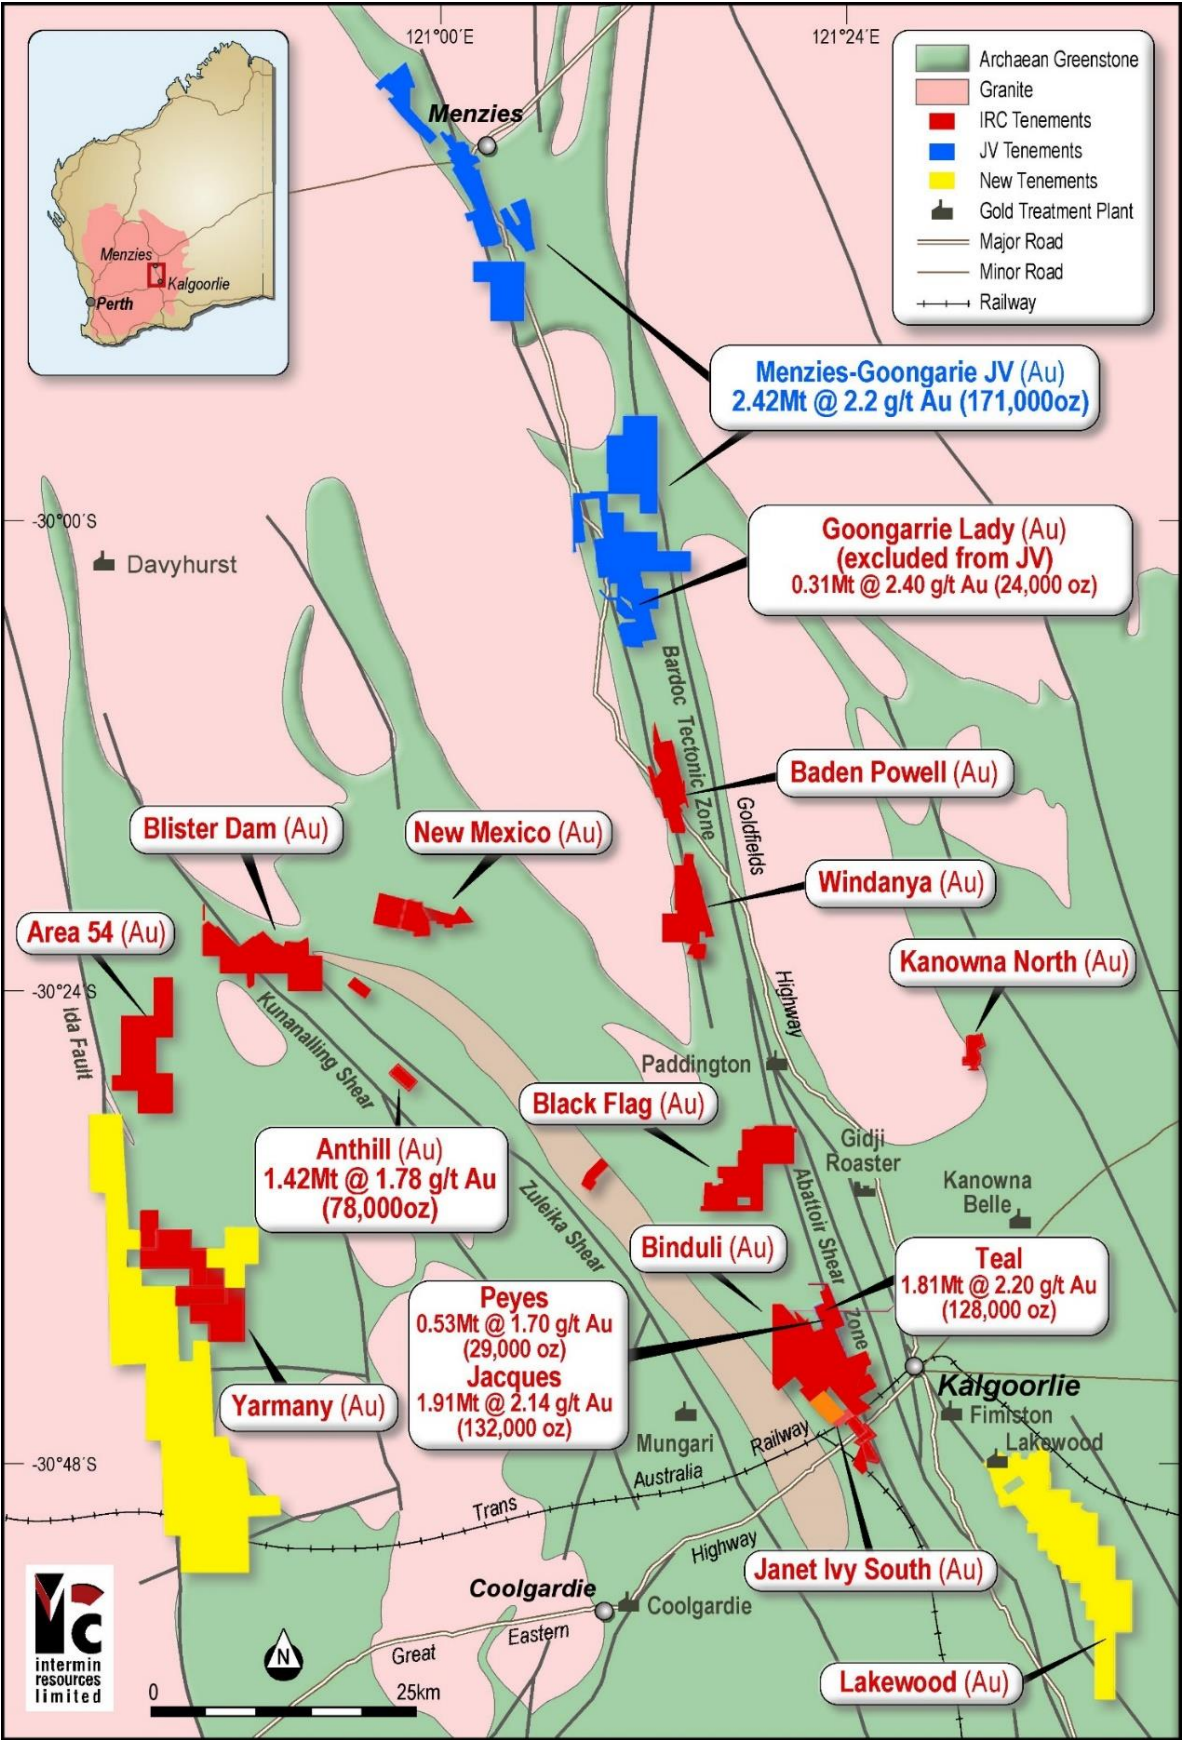 121°00´E
121°24´E
Archaean Greenstone
Granite
IRC Tenements
JV Tenements
New Tenements
Gold Treatment Plant
Major Road
Minor Road
Railway
Menzies
Kalgoorlie
Perth
Menzies
Menzies-Goongarie JV (Au)
2.42Mt @ 2.2 g/t Au (171,000oz)
-30°00´S
Davyhurst
Goongarrie Lady (Au)
(excluded from JV)
0.31Mt @ 2.40 g/t Au (24,000 oz)
Bardoc Tectonic Zone
Baden Powell (Au)
Goldfields
Highway
Blister Dam (Au)
New Mexico (Au)
Windanya (Au)
Area 54 (Au)
Kanowna North (Au)
-30°24´S
Ida Fault
Kunanalling Shear
Paddington
Black Flag (Au)
Anthill (Au)
1.42Mt @ 1.78 g/t Au
(78,000oz)
Gidji
Roaster
Kanowna
Belle
Zuleika Shear
Abattoir Shear
Zone
Binduli (Au)
Teal
1.81Mt @ 2.20 g/t Au
(128,000 oz)
Peyes
0.53Mt @ 1.70 g/t Au
(29,000 oz)
Jacques
1.91Mt @ 2.14 g/t Au
(132,000 oz)
Yarmany (Au)
Kalgoorlie
Fimiston
Lakewood
Mungari
-30°48´S
Trans
Australia
Railway
Highway
Janet Ivy South (Au)
Coolgardie
Coolgardie
Great
Eastern
Lakewood (Au)
intermin
resources
limited
N
0
25km